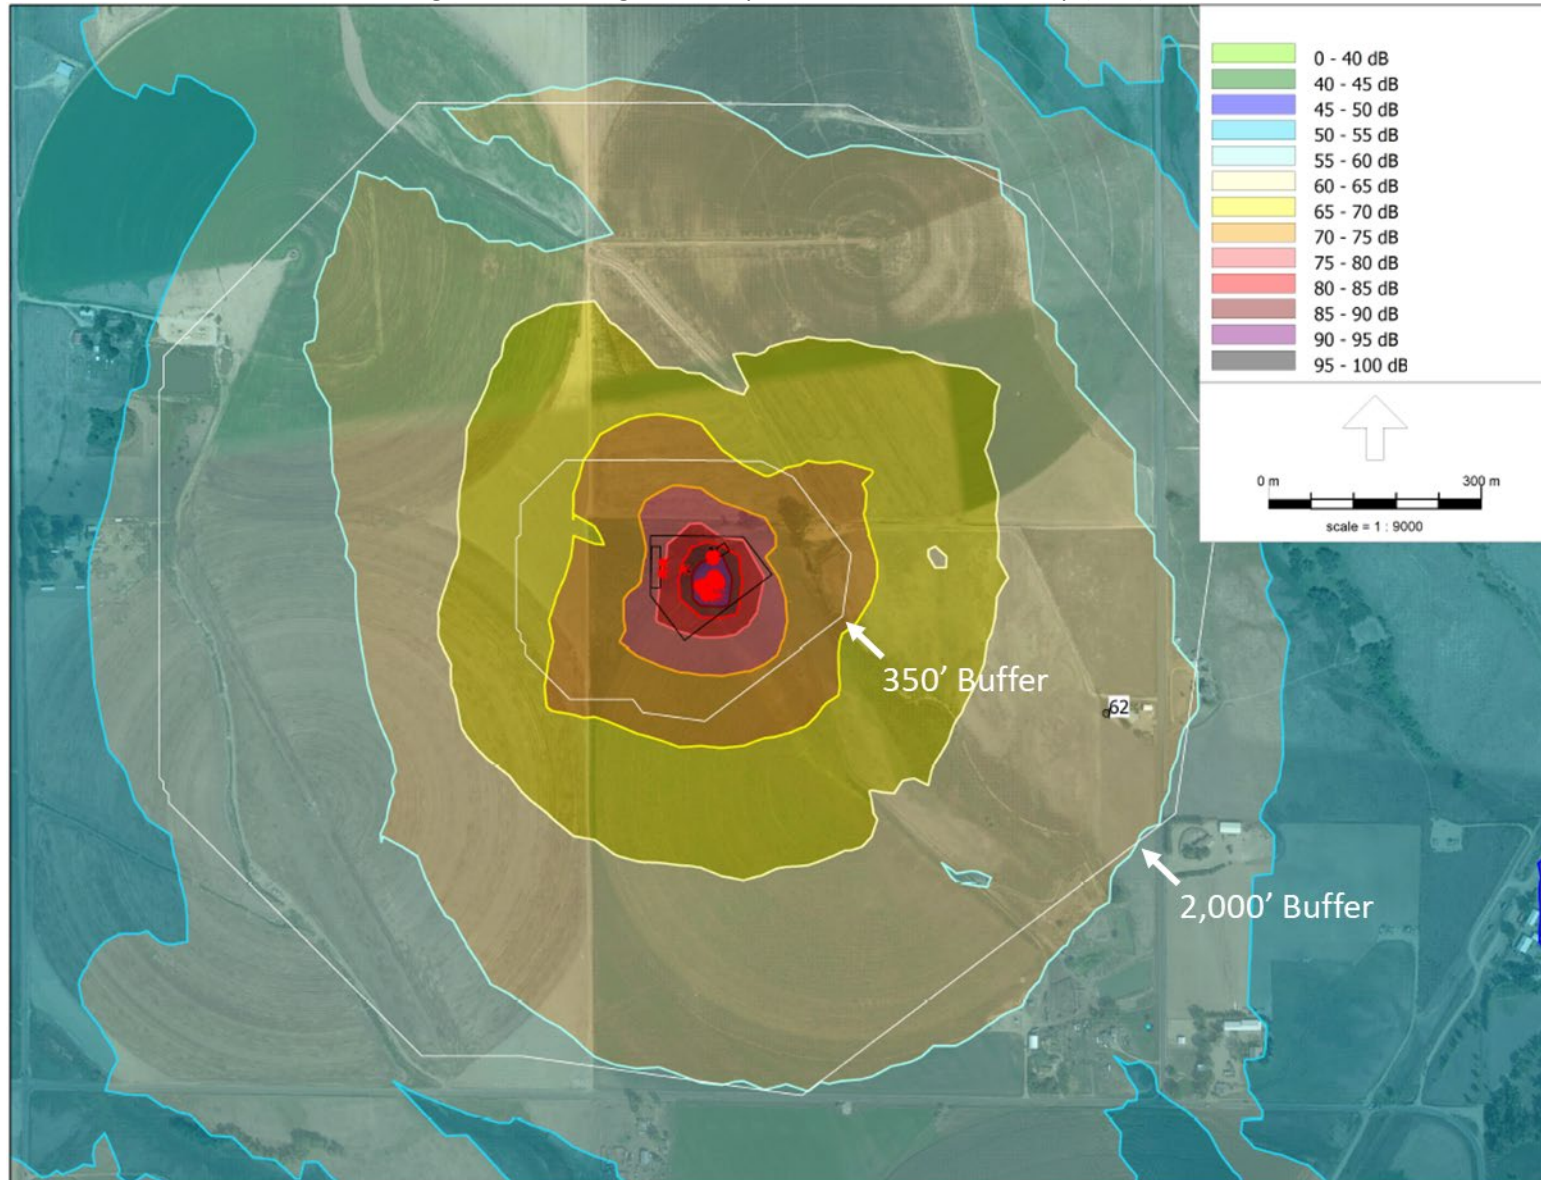 0 - 40 dB
40 - 45 dB
45 - 50 dB
50 - 55 dB
55 - 60 dB
60 - 65 dB
65 - 70 dB
70 - 75 dB
75 - 80 dB
80 - 85 dB
85 - 90 dB
90 - 95 dB
95 - 100 dB
0 m 300 m
scale = 1 : 9000
350’ Buffer
62
2,000’ Buffer